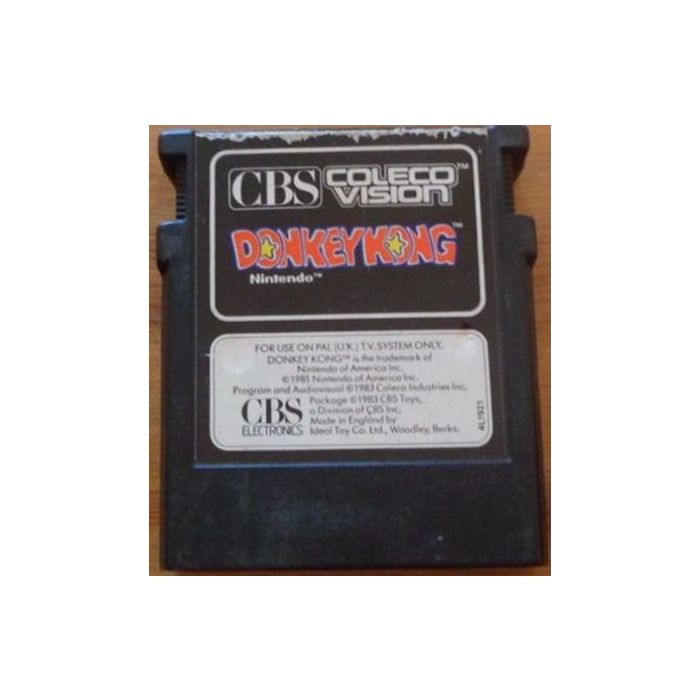 CBS COLECO VISION™
DONKEY KONG™
Nintendo™
FOR USE ON PAL (U.K.) T.V. SYSTEM ONLY.
DONKEY KONG™ is the trademark of
Nintendo of America Inc.
©1981 Nintendo of America Inc.
Program and Audiovisual ©1983 Coleco Industries Inc.
CBS ELECTRONICS
Package ©1983 CBS Toys,
a Division of CBS Inc.
Made in England by
Ideal Toy Co. Ltd., Woodley, Berks.
4L1921